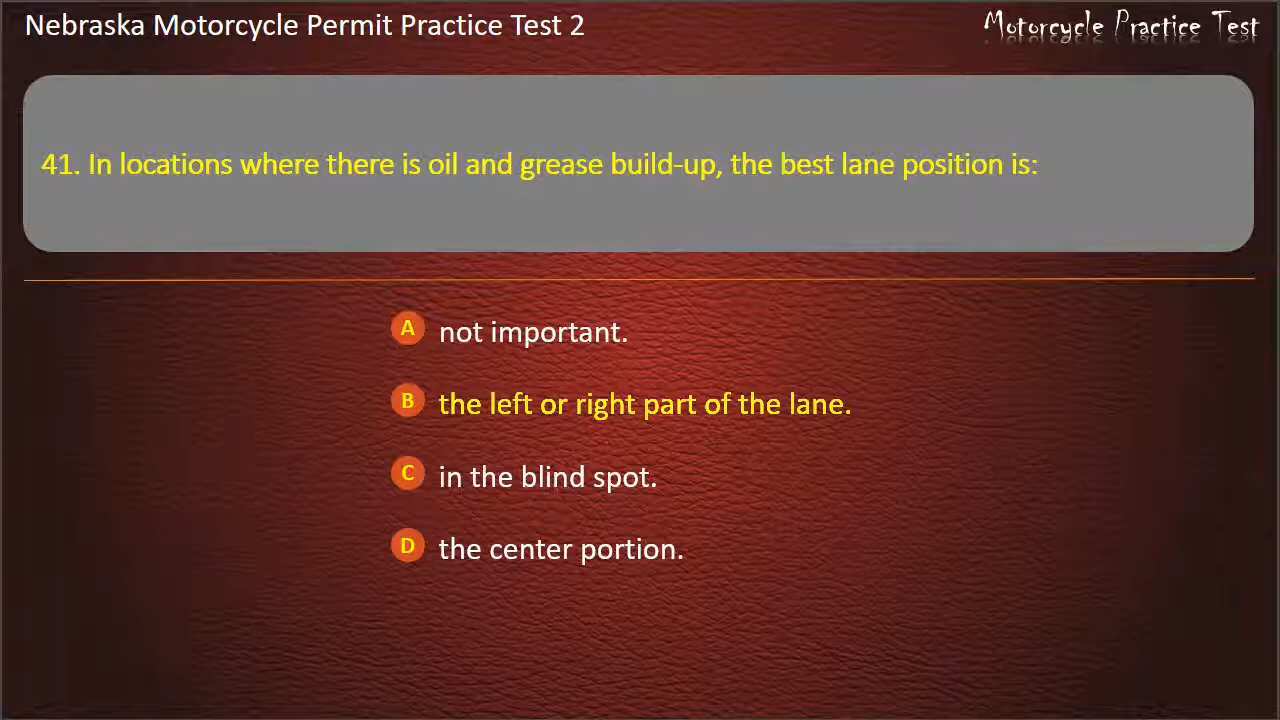 Nebraska Motorcycle Permit Practice Test 2
Motorcycle Practice Test
41. In locations where there is oil and grease build-up, the best lane position is:
A not important.
B the left or right part of the lane.
C in the blind spot.
D the center portion.